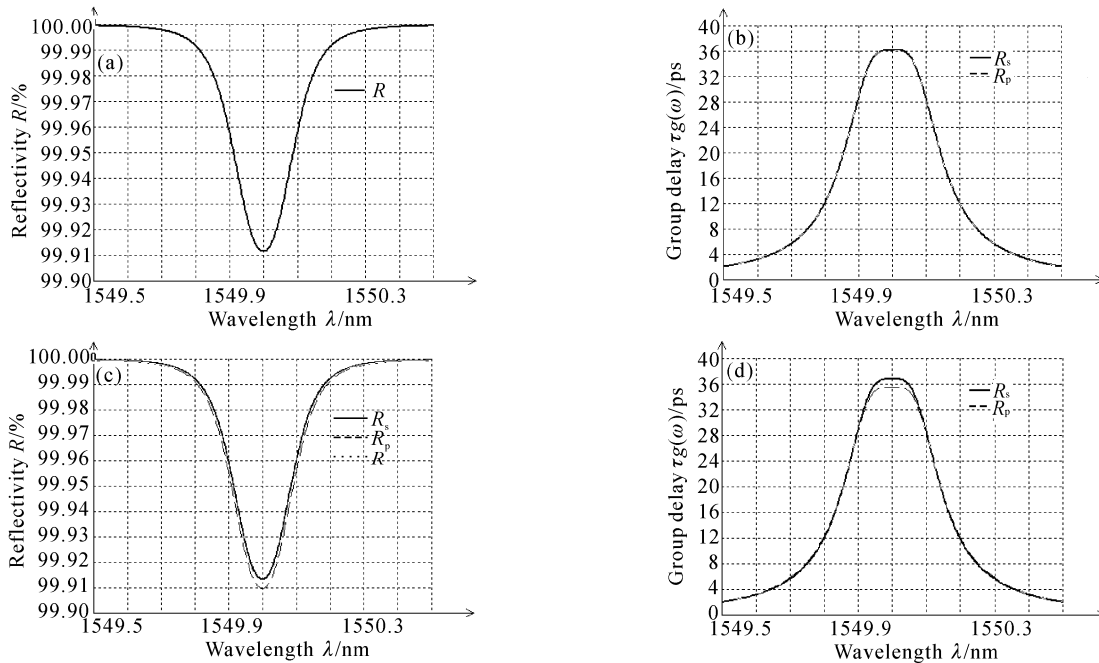 (a)
Reflectivity R/%
100.00
99.99
99.98
99.97
99.96
99.95
99.94
99.93
99.92
99.91
99.90
R
1549.5 1549.9 1550.3
Wavelength λ/nm
(b)
Group delay τg(ω)/ps
40
36
32
28
24
20
16
12
8
4
0
Rs
Rp
1549.5 1549.9 1550.3
Wavelength λ/nm
(c)
Reflectivity R/%
100.00
99.99
99.98
99.97
99.96
99.95
99.94
99.93
99.92
99.91
99.90
Rs
Rp
R
1549.5 1549.9 1550.3
Wavelength λ/nm
(d)
Group delay τg(ω)/ps
40
36
32
28
24
20
16
12
8
4
0
Rs
Rp
1549.5 1549.9 1550.3
Wavelength λ/nm